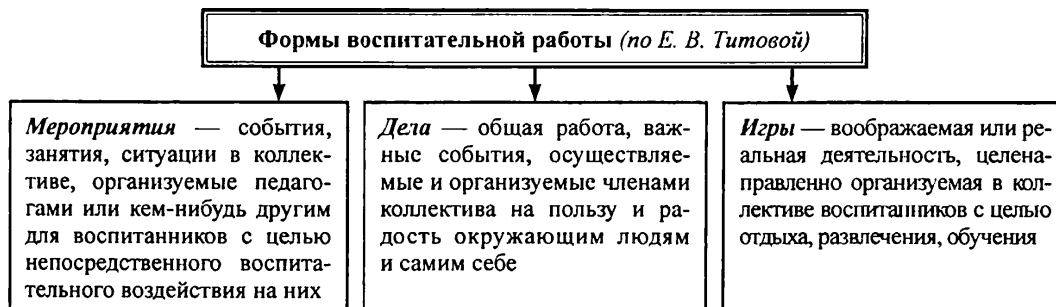 Формы воспитательной работы (по Е. В. Титовой)
Мероприятия — события,
занятия, ситуации в коллек-
тиве, организуемые педаго-
гами или кем-нибудь другим
для воспитанников с целью
непосредственного воспита-
тельного воздействия на них
Дела — общая работа, важ-
ные события, осуществляе-
мые и организуемые членами
коллектива на пользу и ра-
дость окружающим людям
и самим себе
Игры — воображаемая или ре-
альная деятельность, целена-
правленно организуемая в кол-
лективе воспитанников с целью
отдыха, развлечения, обучения